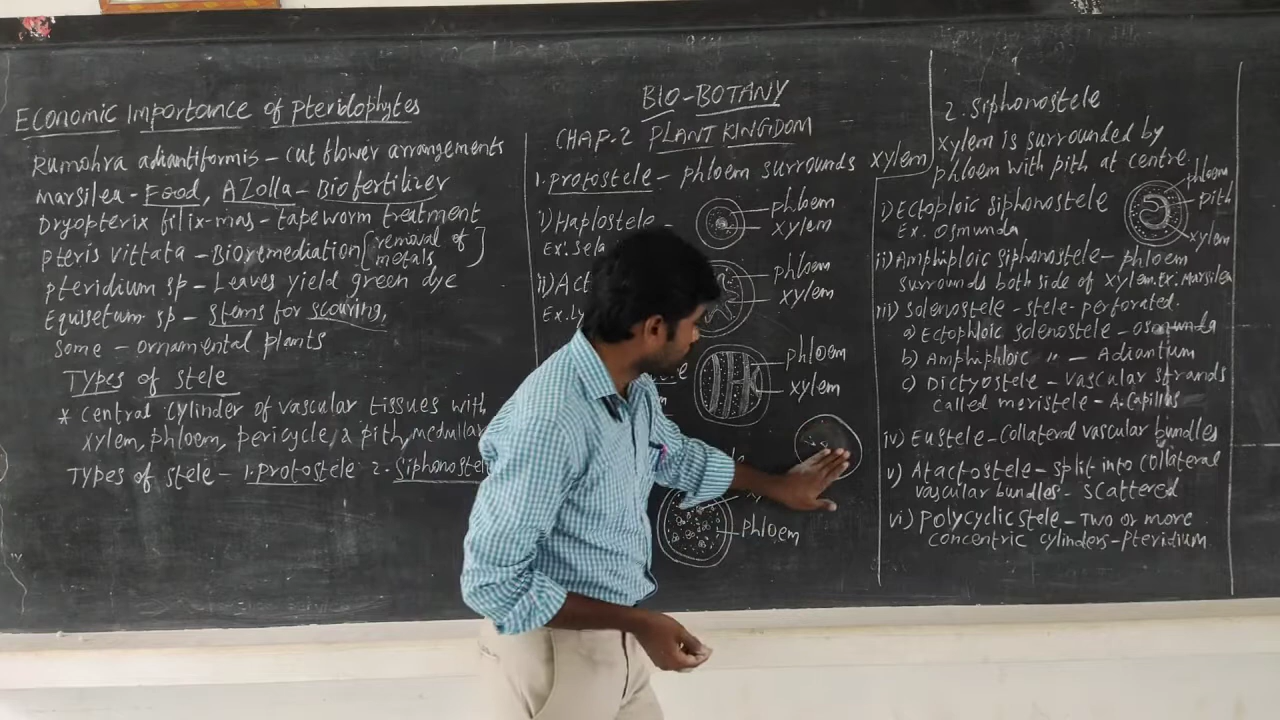 Economic Importance of Pteridophytes
Rumohra adiantiformis - cut flower arrangements
Marsilea - Food, Azolla - Biofertilizer
Dryopterix filix-mas - tapeworm treatment
Pteris vittata - Bioremediation [removal of metals]
Pteridium sp - Leaves yield green dye
Equisetum sp - stems for scouring,
Some - ornamental plants
Types of stele
* central cylinder of vascular tissues with
xylem, phloem, pericycle, a pith, medullar
Types of stele - 1. protostele 2. Siphonostel
BIO-BOTANY
CHAP-2 PLANT KINGDOM
1. Protostele - phloem surrounds xylem
i) Haplostele -
Ex: Sela
phloem
xylem
ii) Act
Ex. Ly
phloem
xylem
phloem
xylem
phloem
2. Siphonostele
xylem is surrounded by
phloem with pith at centre.
i) Ectoploic siphonostele
Ex. Osmunda
phloem
pith
xylem
ii) Amphiploic siphonostele - phloem
surrounds both side of xylem. Ex. Marsilea
iii) Solenostele - stele - perforated.
a) Ectophloic solenostele - osmunda
b) Amphiphloic " - Adiantum
c) Dictyostele - vascular strands
called meristele - A. Capillus
iv) Eustele - Collateral vascular bundles
v) Atactostele - split into collateral
vascular bundles - scattered
vi) Polycyclic stele - Two or more
concentric cylinders - pteridium